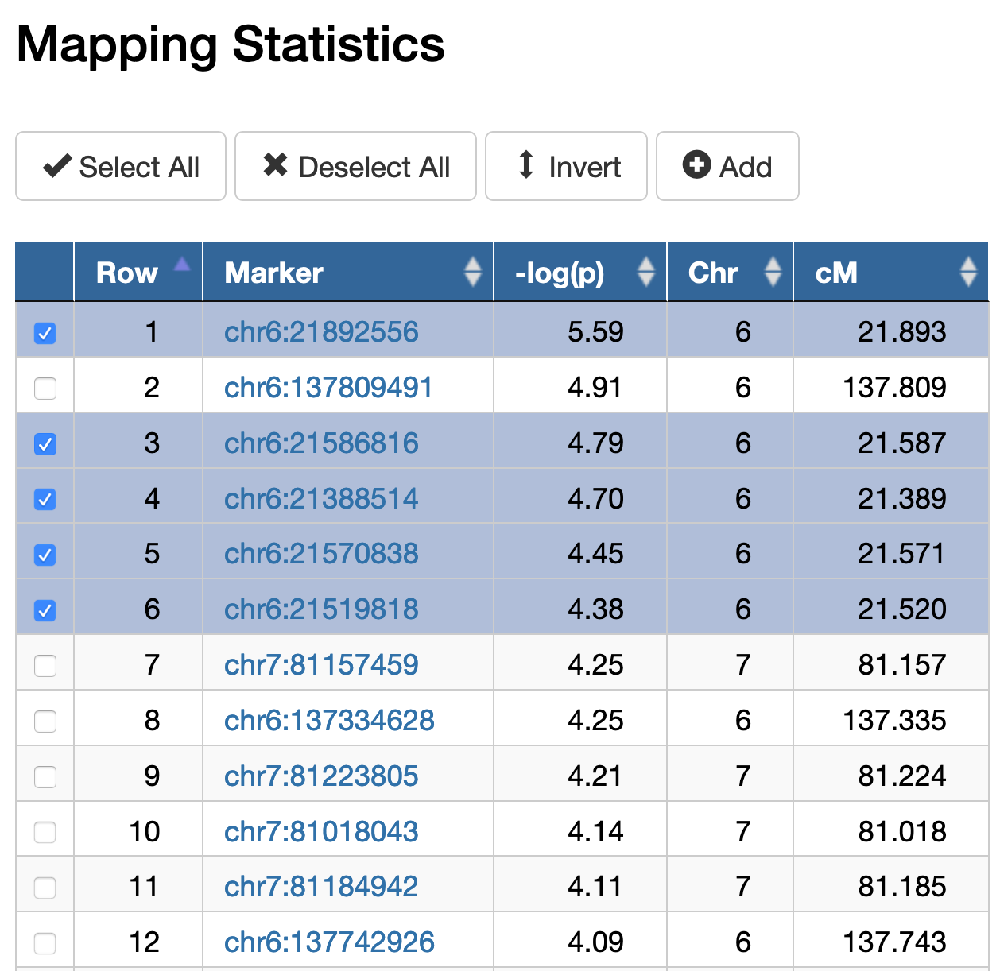 Mapping Statistics
Select All Deselect All Invert Add
Row Marker -log(p) Chr cM
1 chr6:21892556 5.59 6 21.893
2 chr6:137809491 4.91 6 137.809
3 chr6:21586816 4.79 6 21.587
4 chr6:21388514 4.70 6 21.389
5 chr6:21570838 4.45 6 21.571
6 chr6:21519818 4.38 6 21.520
7 chr7:81157459 4.25 7 81.157
8 chr6:137334628 4.25 6 137.335
9 chr7:81223805 4.21 7 81.224
10 chr7:81018043 4.14 7 81.018
11 chr7:81184942 4.11 7 81.185
12 chr6:137742926 4.09 6 137.743